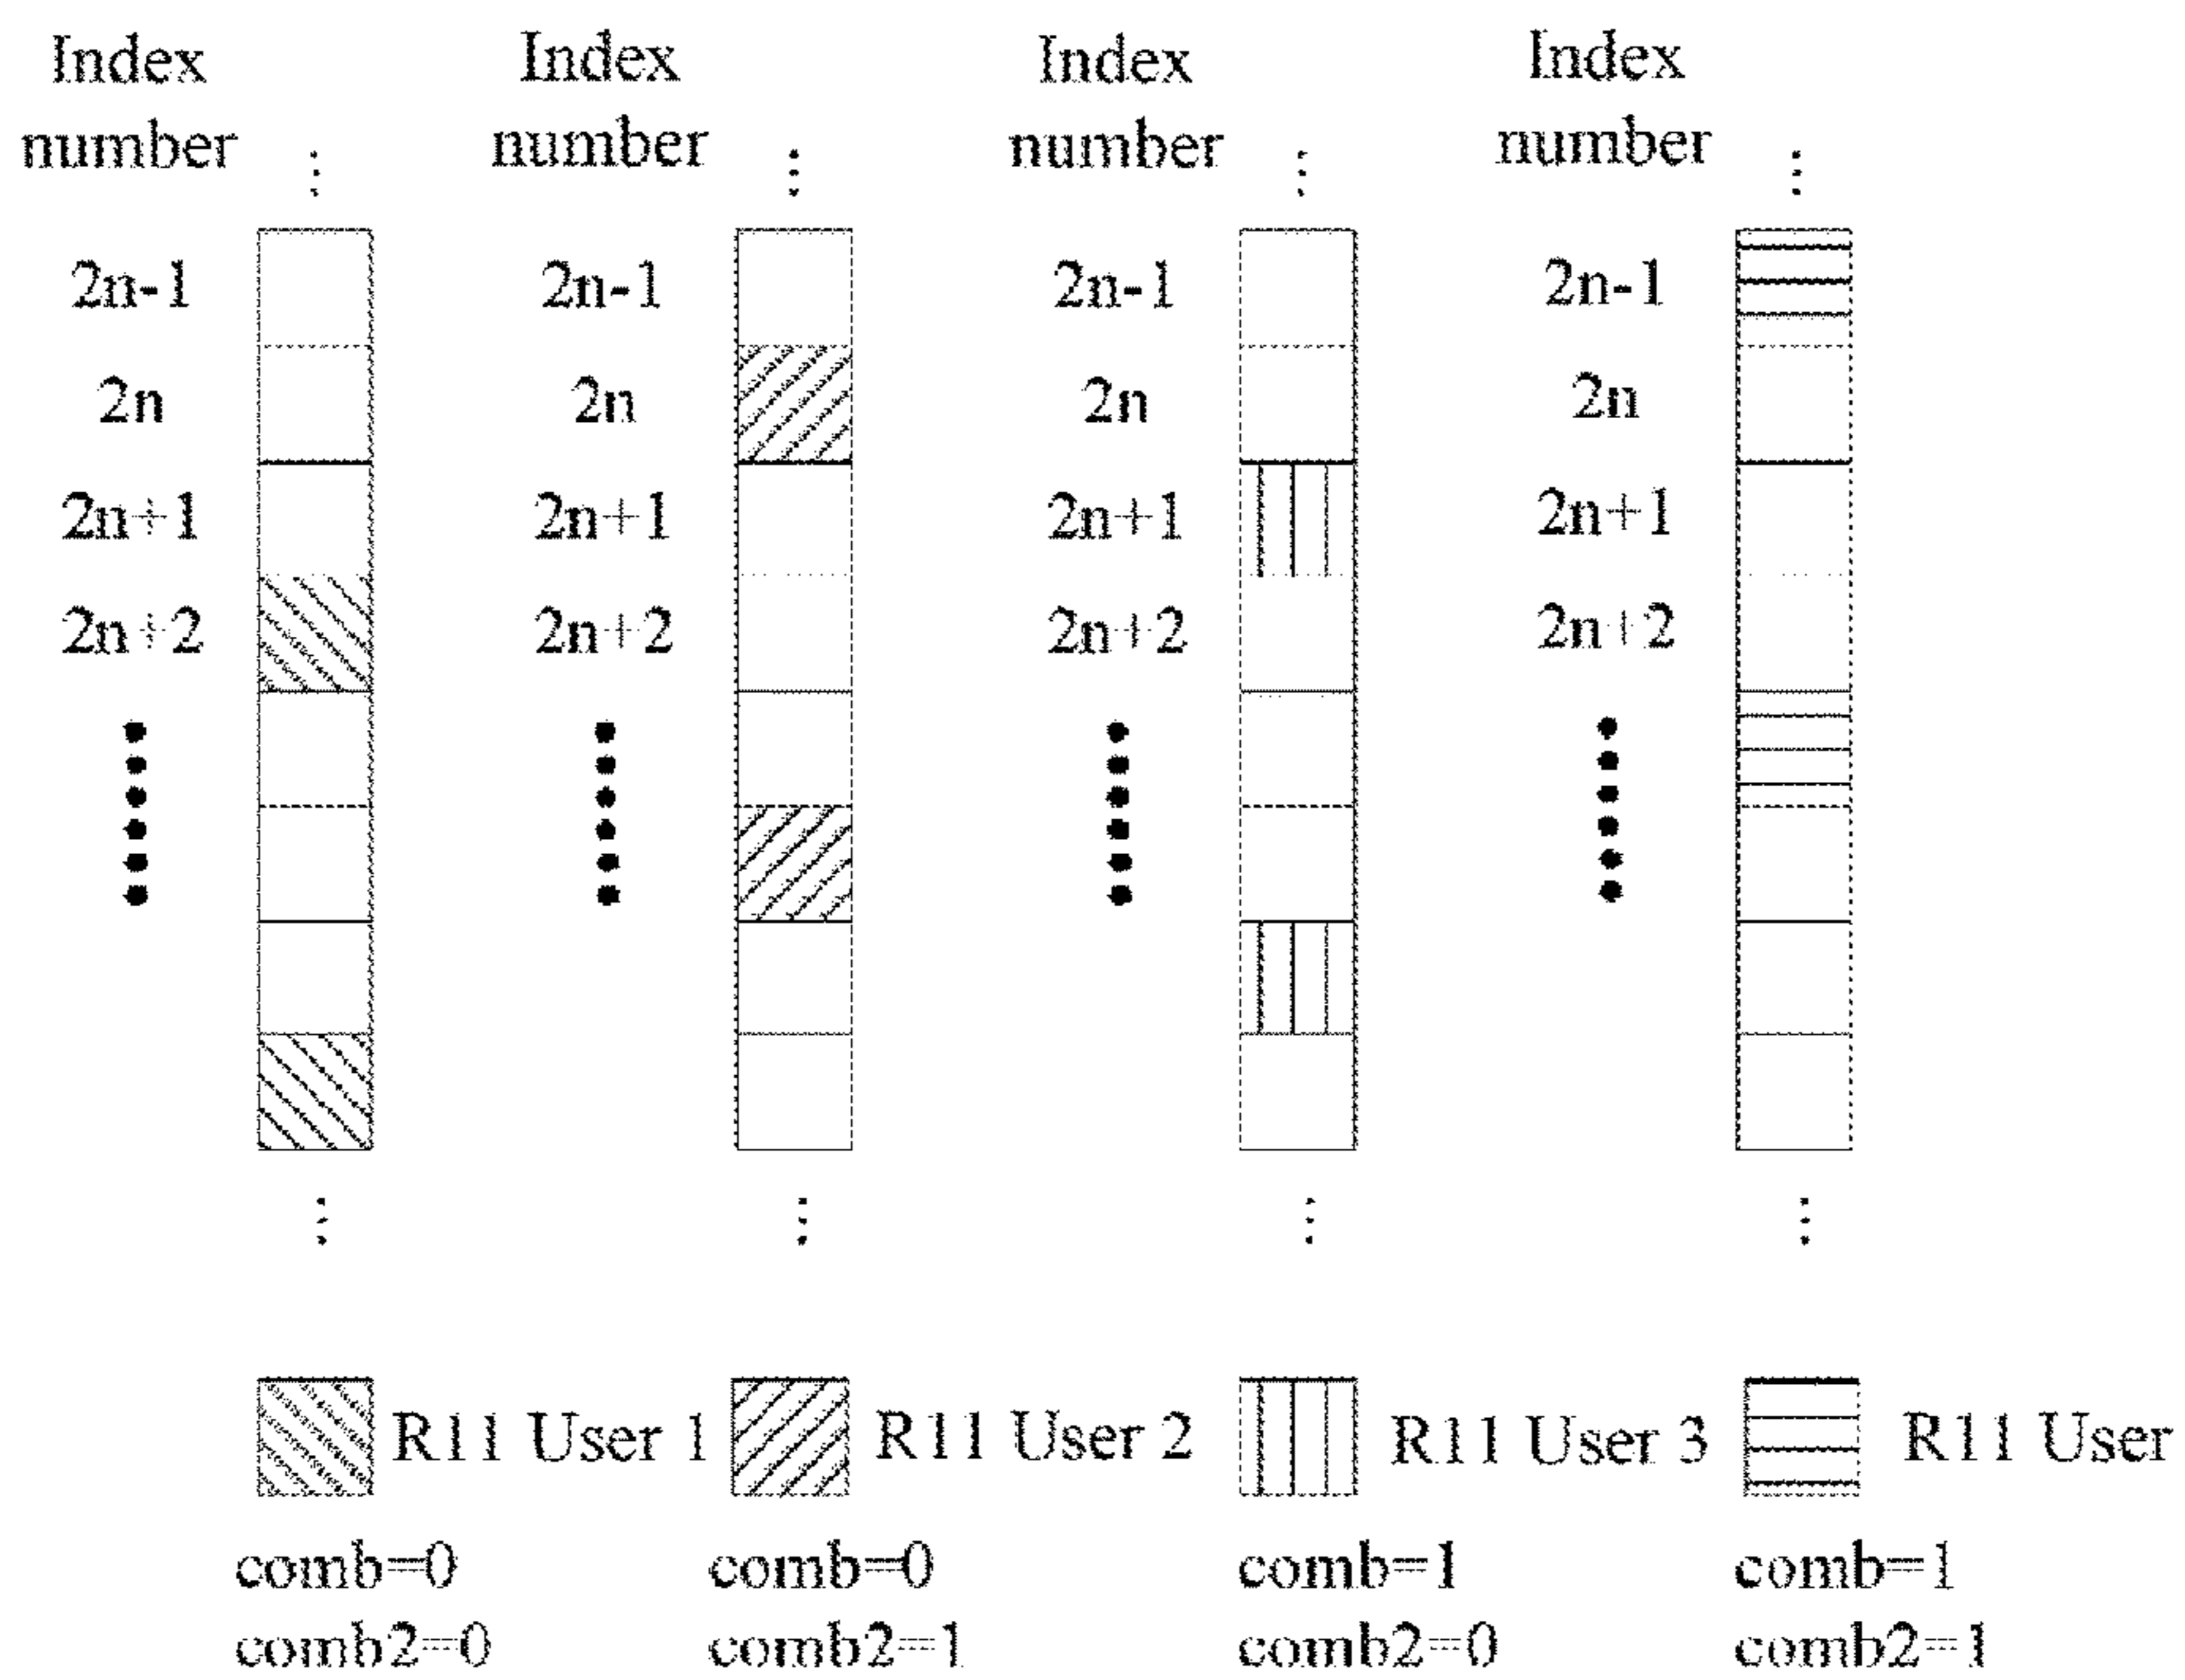 Index Index Index Index
number number number number
2n-1 2n-1 2n-1 2n-1
2n 2n 2n 2n
2n+1 2n+1 2n+1 2n+1
2n+2 2n+2 2n+2 2n+2
R11 User 1 R11 User 2 R11 User 3 R11 User
comb=0 comb=0 comb=1 comb=1
comb2=0 comb2=1 comb2=0 comb2=1